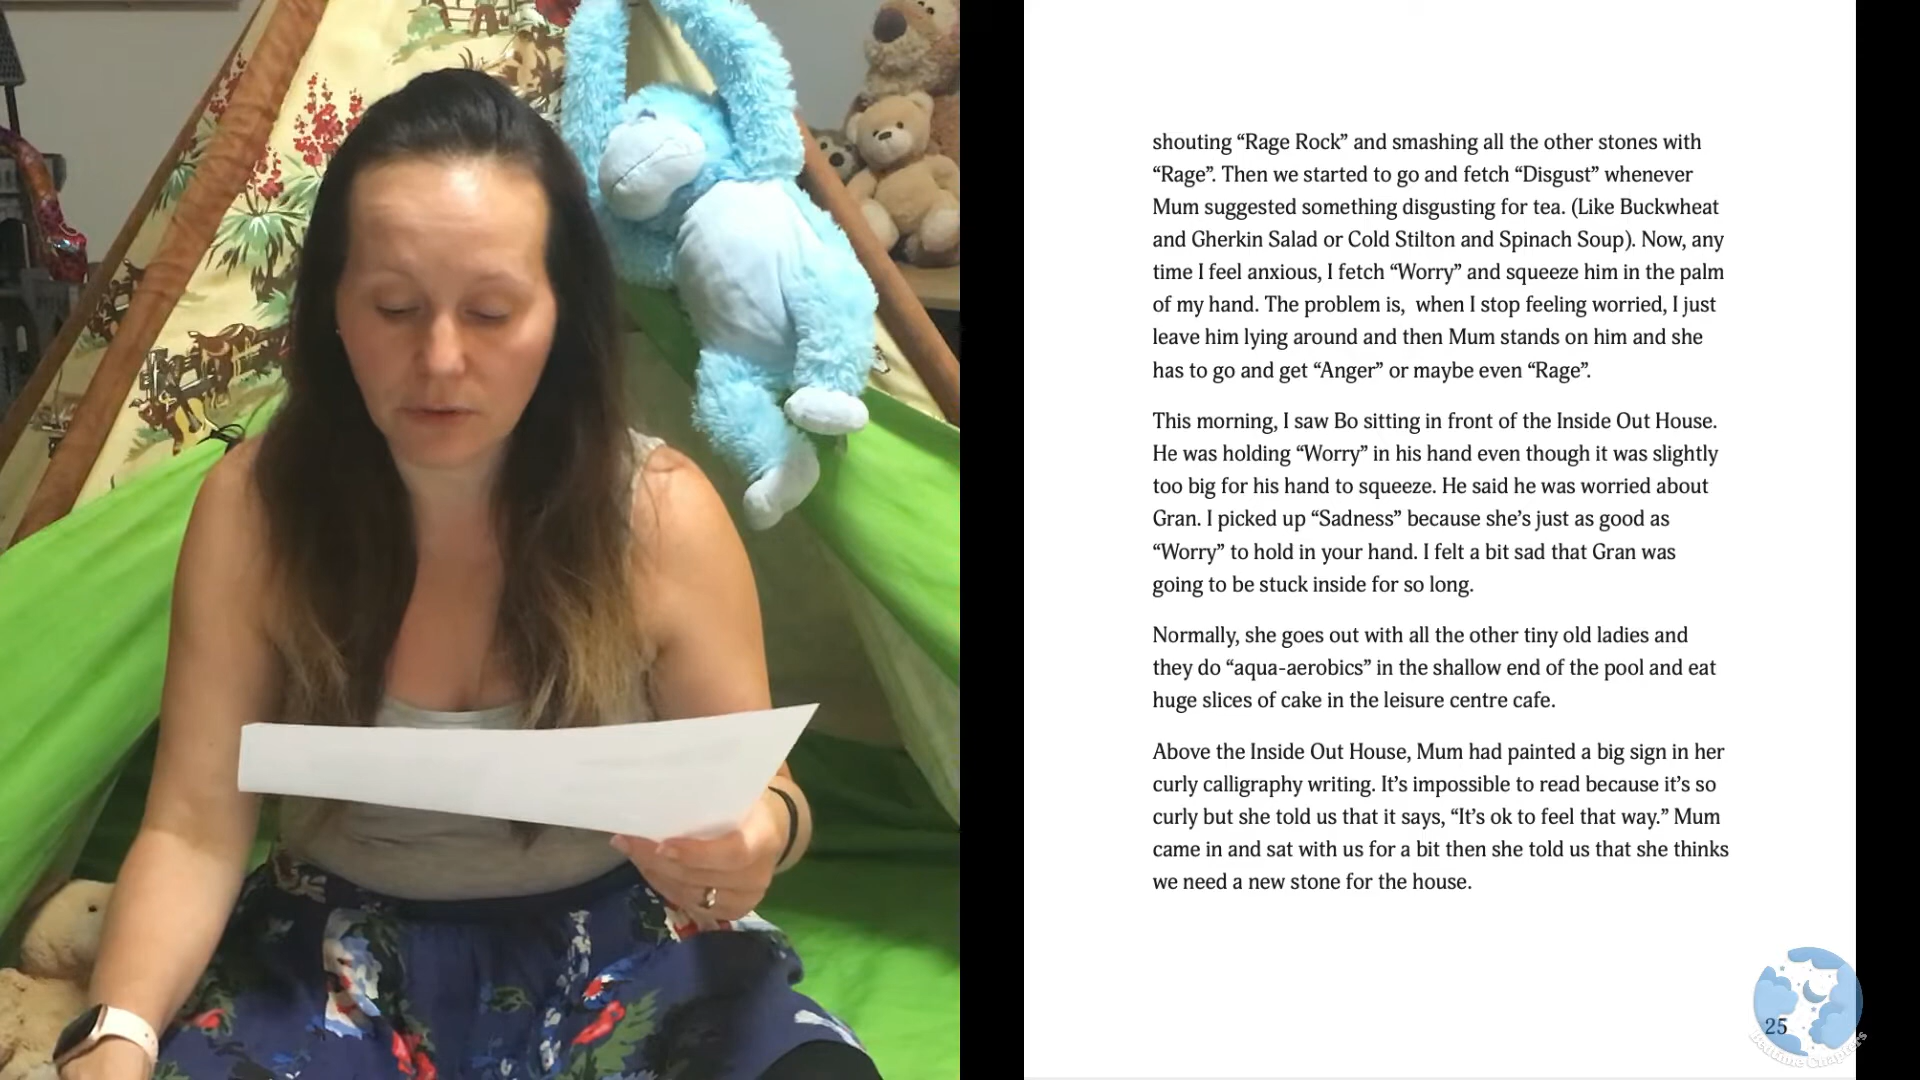 shouting “Rage Rock” and smashing all the other stones with
“Rage”. Then we started to go and fetch “Disgust” whenever
Mum suggested something disgusting for tea. (Like Buckwheat
and Gherkin Salad or Cold Stilton and Spinach Soup). Now, any
time I feel anxious, I fetch “Worry” and squeeze him in the palm
of my hand. The problem is,  when I stop feeling worried, I just
leave him lying around and then Mum stands on him and she
has to go and get “Anger” or maybe even “Rage”.
This morning, I saw Bo sitting in front of the Inside Out House.
He was holding “Worry” in his hand even though it was slightly
too big for his hand to squeeze. He said he was worried about
Gran. I picked up “Sadness” because she’s just as good as
“Worry” to hold in your hand. I felt a bit sad that Gran was
going to be stuck inside for so long.
Normally, she goes out with all the other tiny old ladies and
they do “aqua-aerobics” in the shallow end of the pool and eat
huge slices of cake in the leisure centre cafe.
Above the Inside Out House, Mum had painted a big sign in her
curly calligraphy writing. It’s impossible to read because it’s so
curly but she told us that it says, “It’s ok to feel that way.” Mum
came in and sat with us for a bit then she told us that she thinks
we need a new stone for the house.
25
Bedtime Chapters